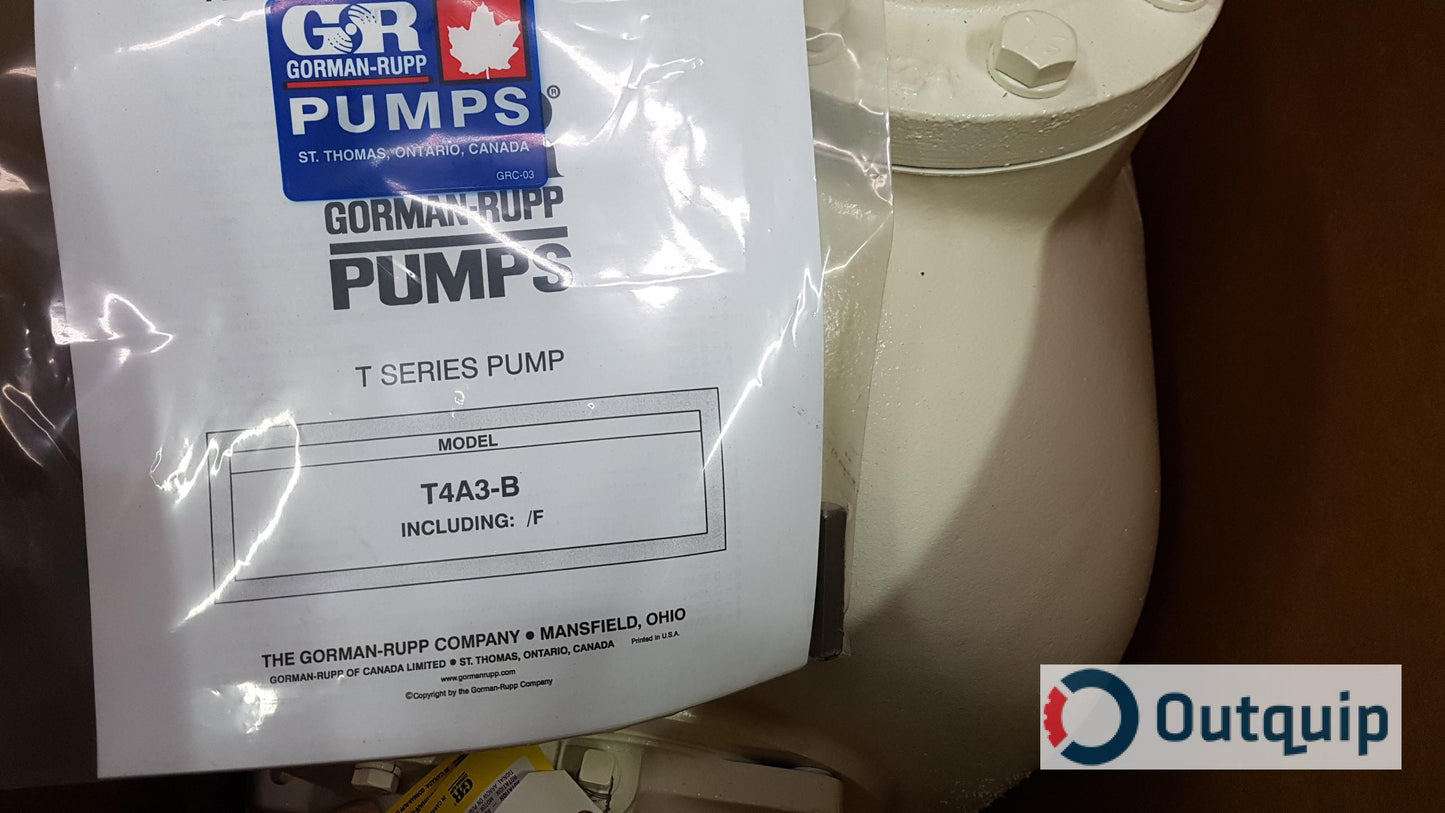 GR
GORMAN-RUPP
PUMPS
ST. THOMAS, ONTARIO, CANADA
GRC-03
®
GORMAN-RUPP
PUMPS
T SERIES PUMP
MODEL
T4A3-B
INCLUDING: /F
THE GORMAN-RUPP COMPANY • MANSFIELD, OHIO
GORMAN-RUPP OF CANADA LIMITED • ST. THOMAS, ONTARIO, CANADA Printed in U.S.A.
www.gormanrupp.com
©Copyright by the Gorman-Rupp Company
GR
Outquip